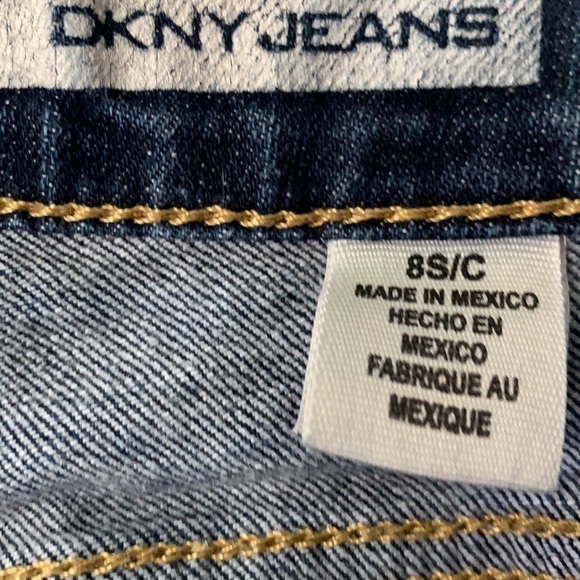 DKNY JEANS
8S/C
MADE IN MEXICO
HECHO EN
MEXICO
FABRIQUE AU
MEXIQUE